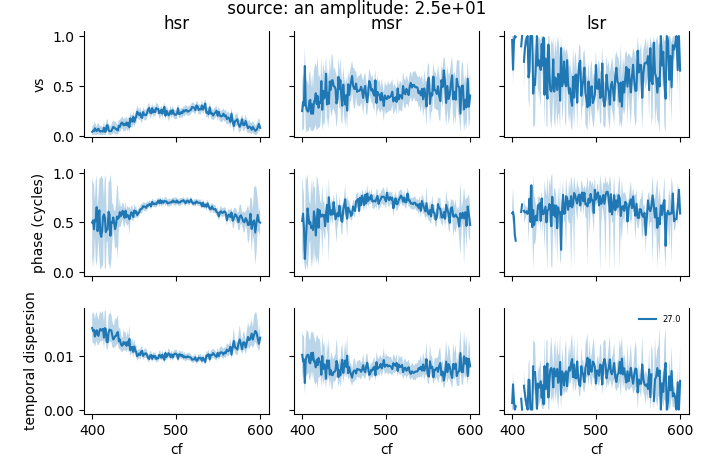 source: an amplitude: 2.5e+01
hsr msr lsr
vs
1.0
0.5
0.0
phase (cycles)
1.0
0.5
0.0
temporal dispersion
0.01
0.00
27.0
400 500 600 400 500 600 400 500 600
cf cf cf